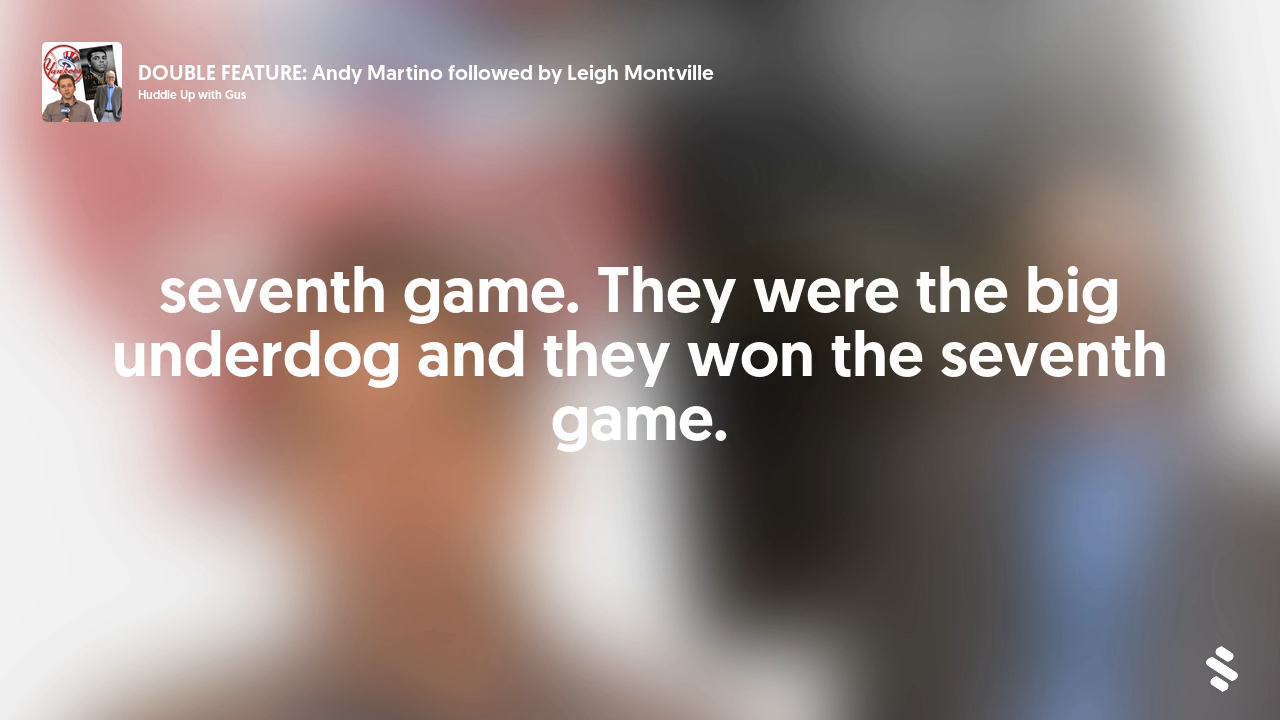 DOUBLE FEATURE: Andy Martino followed by Leigh Montville
Huddle Up with Gus
seventh game. They were the big
underdog and they won the seventh
game.